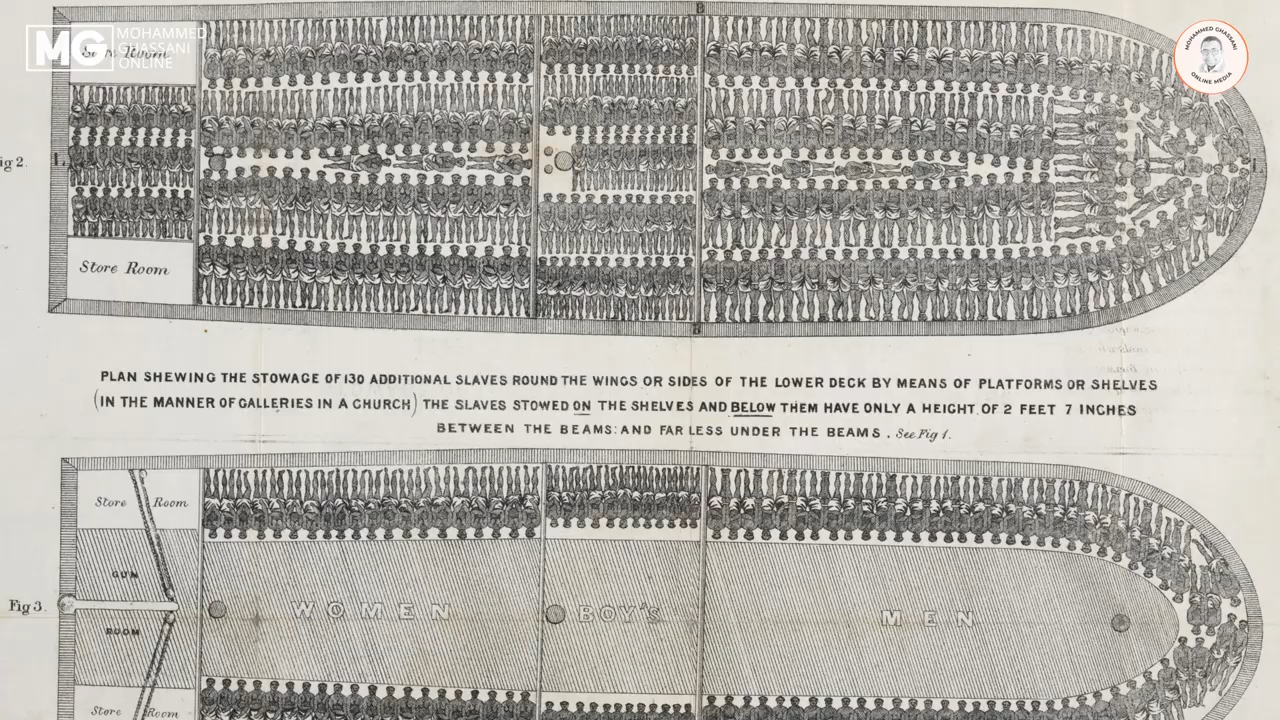 MG MOHAMMED
GHASSANI
ONLINE
MOHAMMED GHASSANI
ONLINE MEDIA
Store Room
B
Fig 2.
Store Room
B
PLAN SHEWING THE STOWAGE OF 130 ADDITIONAL SLAVES ROUND THE WINGS OR SIDES OF THE LOWER DECK BY MEANS OF PLATFORMS OR SHELVES
(IN THE MANNER OF GALLERIES IN A CHURCH) THE SLAVES STOWED ON THE SHELVES AND BELOW THEM HAVE ONLY A HEIGHT OF 2 FEET 7 INCHES
BETWEEN THE BEAMS: AND FAR LESS UNDER THE BEAMS. See Fig 1.
Store Room
GUN
Fig 3.
WOMEN
BOY'S
MEN
ROOM
Store Room